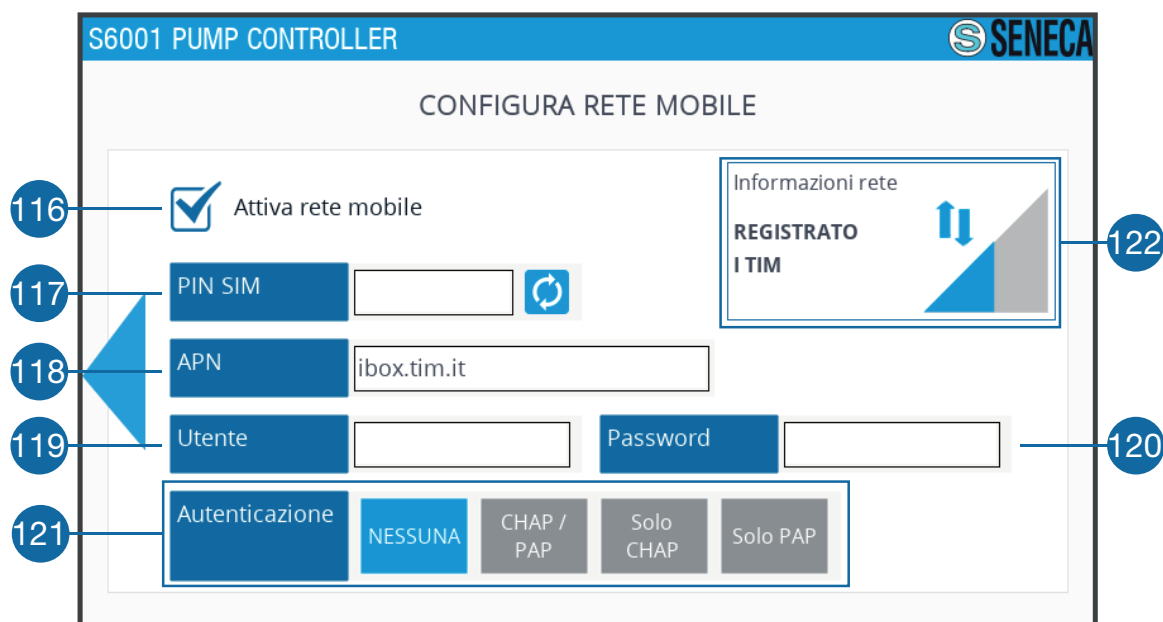 S6001 PUMP CONTROLLER
S SENECA
CONFIGURA RETE MOBILE
116
Attiva rete mobile
Informazioni rete
REGISTRATO
I TIM
122
117
PIN SIM
118
APN
ibox.tim.it
119
Utente
Password
120
121
Autenticazione
NESSUNA
CHAP /
PAP
Solo
CHAP
Solo PAP